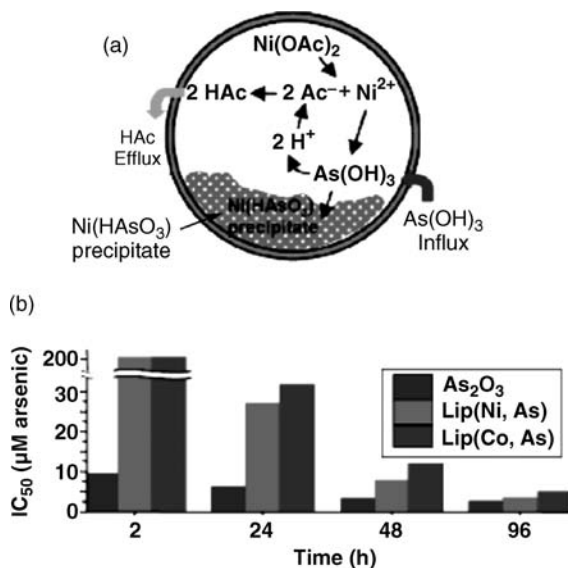 (a)
Ni(OAc)₂
2 HAc
2 Ac⁻ + Ni²⁺
HAc
Efflux
2 H⁺
As(OH)₃
Ni(HAsO₃)
precipitate
Ni(HAsO₃)
precipitate
As(OH)₃
Influx
(b)
IC₅₀ (μM arsenic)
200
30
20
10
0
As₂O₃
Lip(Ni, As)
Lip(Co, As)
2 24 48 96
Time (h)